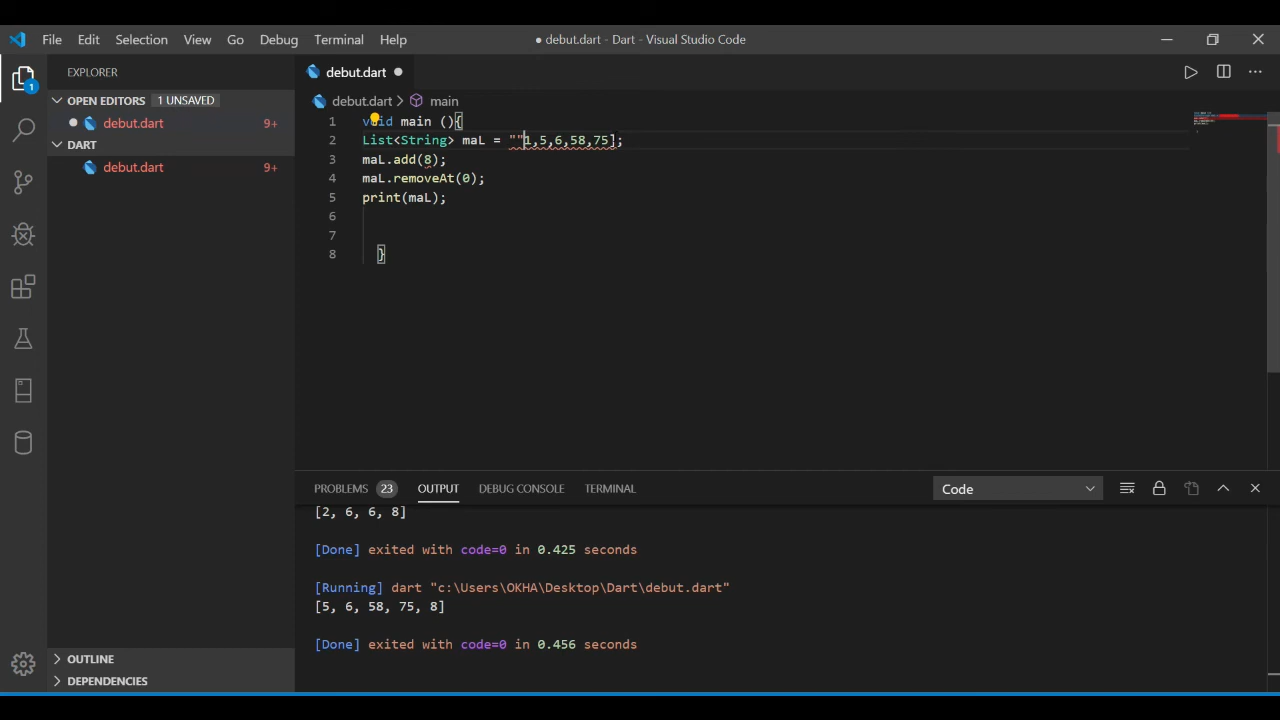 File Edit Selection View Go Debug Terminal Help ● debut.dart - Dart - Visual Studio Code
EXPLORER
debut.dart
OPEN EDITORS 1 UNSAVED
debut.dart 9+
DART
debut.dart 9+
OUTLINE
DEPENDENCIES
1
debut.dart > main
1 void main (){
2 List<String> maL = ""1,5,6,58,75];
3 maL.add(8);
4 maL.removeAt(0);
5 print(maL);
6
7
8 }
PROBLEMS 23 OUTPUT DEBUG CONSOLE TERMINAL Code
[2, 6, 6, 8]
[Done] exited with code=0 in 0.425 seconds
[Running] dart "c:\Users\OKHA\Desktop\Dart\debut.dart"
[5, 6, 58, 75, 8]
[Done] exited with code=0 in 0.456 seconds